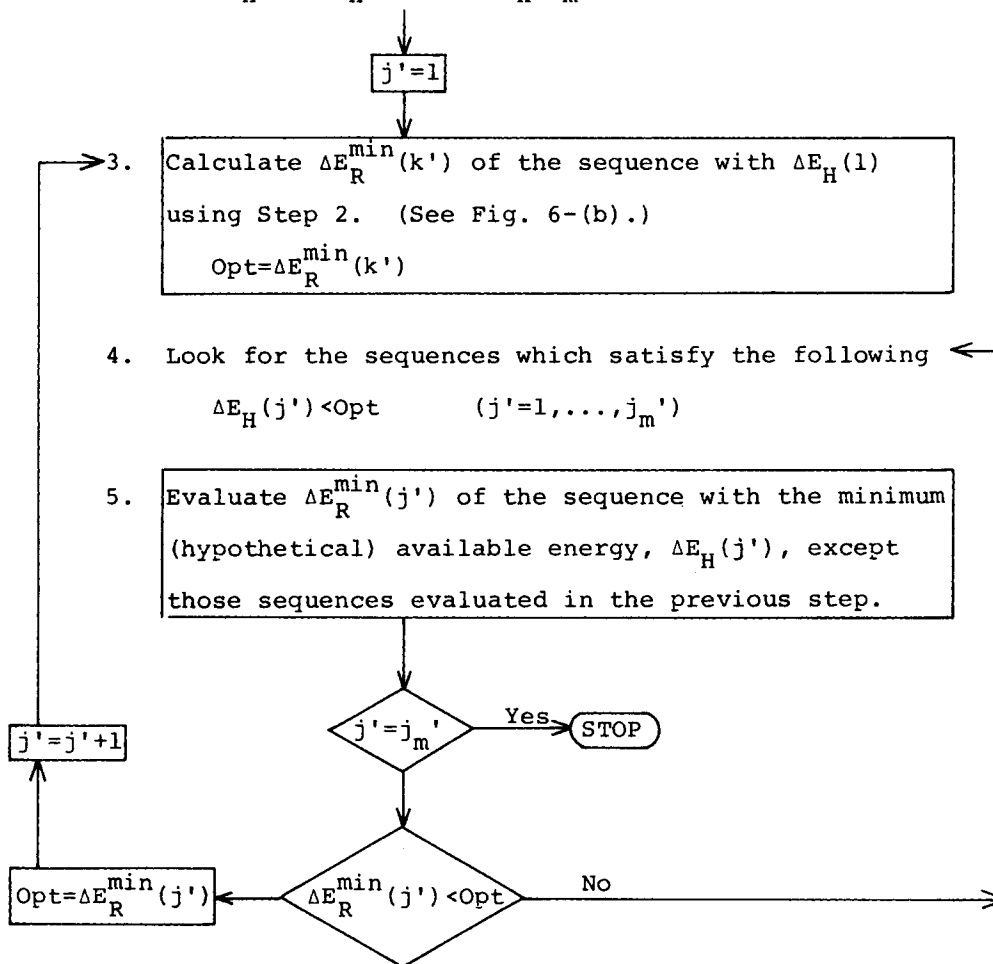 j'=1
3. Calculate ΔE_R^min(k') of the sequence with ΔE_H(1)
using Step 2. (See Fig. 6-(b).)
Opt=ΔE_R^min(k')
4. Look for the sequences which satisfy the following
ΔE_H(j')<Opt (j'=1,...,j_m')
5. Evaluate ΔE_R^min(j') of the sequence with the minimum
(hypothetical) available energy, ΔE_H(j'), except
those sequences evaluated in the previous step.
j'=j_m'
Yes
STOP
j'=j'+1
ΔE_R^min(j')<Opt
No
Opt=ΔE_R^min(j')